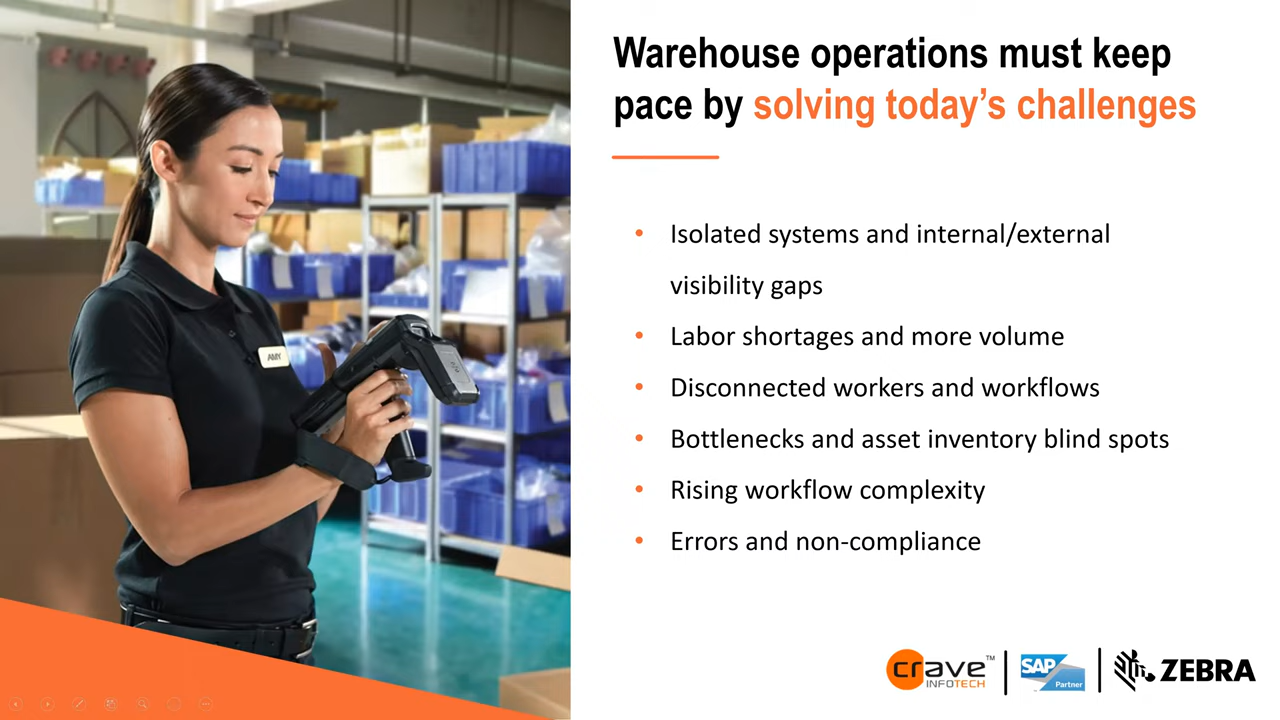 Warehouse operations must keep
pace by solving today’s challenges
• Isolated systems and internal/external
visibility gaps
• Labor shortages and more volume
• Disconnected workers and workflows
• Bottlenecks and asset inventory blind spots
• Rising workflow complexity
• Errors and non-compliance
AMY
crave™
INFOTECH
SAP
Partner
ZEBRA